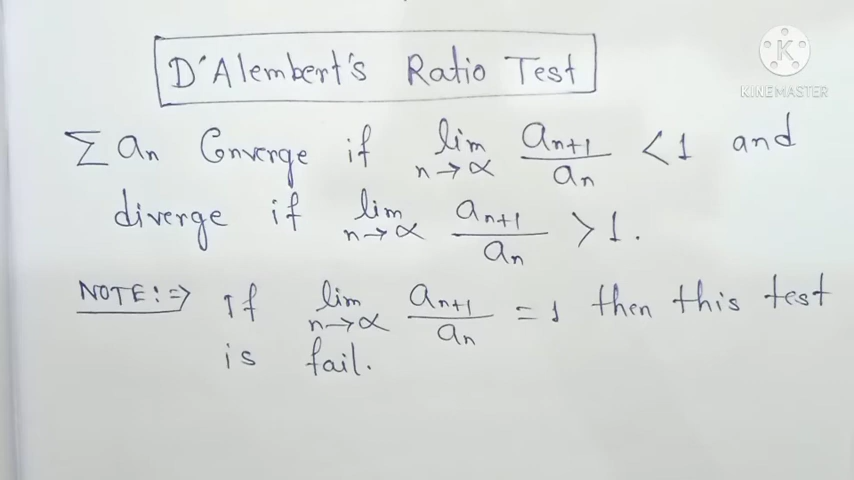 D'Alembert's Ratio Test
K
KINEMASTER
∑ an Converge if lim n→∝ an+1/an < 1 and
diverge if lim n→∝ an+1/an > 1.
NOTE:⇒ If lim n→∝ an+1/an = 1 then this test
is fail.